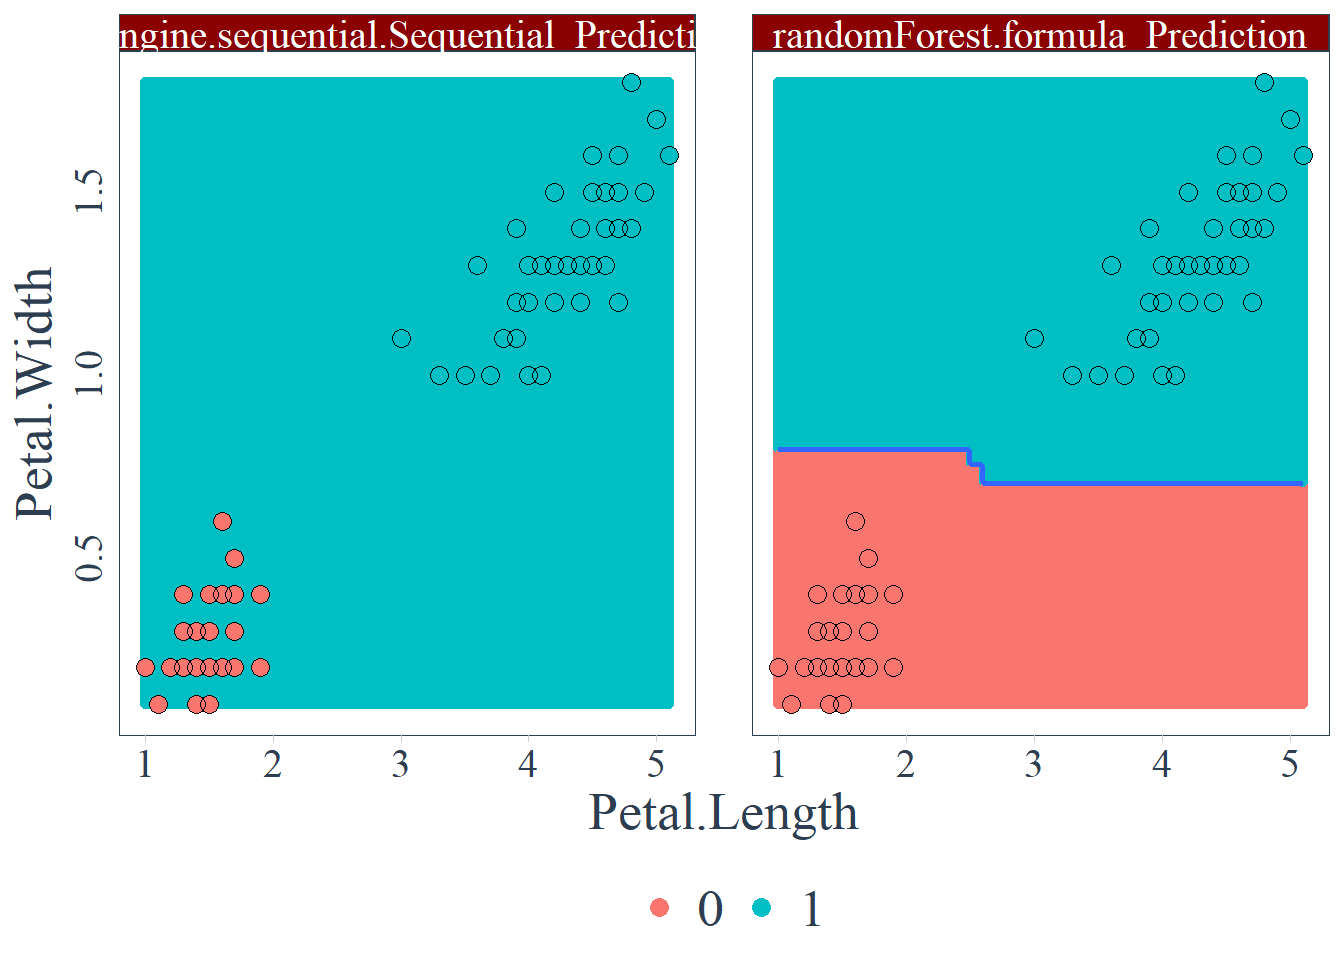 ngine.sequential.Sequential Predicti
randomForest.formula Prediction
Petal.Width
1.5
1.0
0.5
1 2 3 4 5
1 2 3 4 5
Petal.Length
0 1